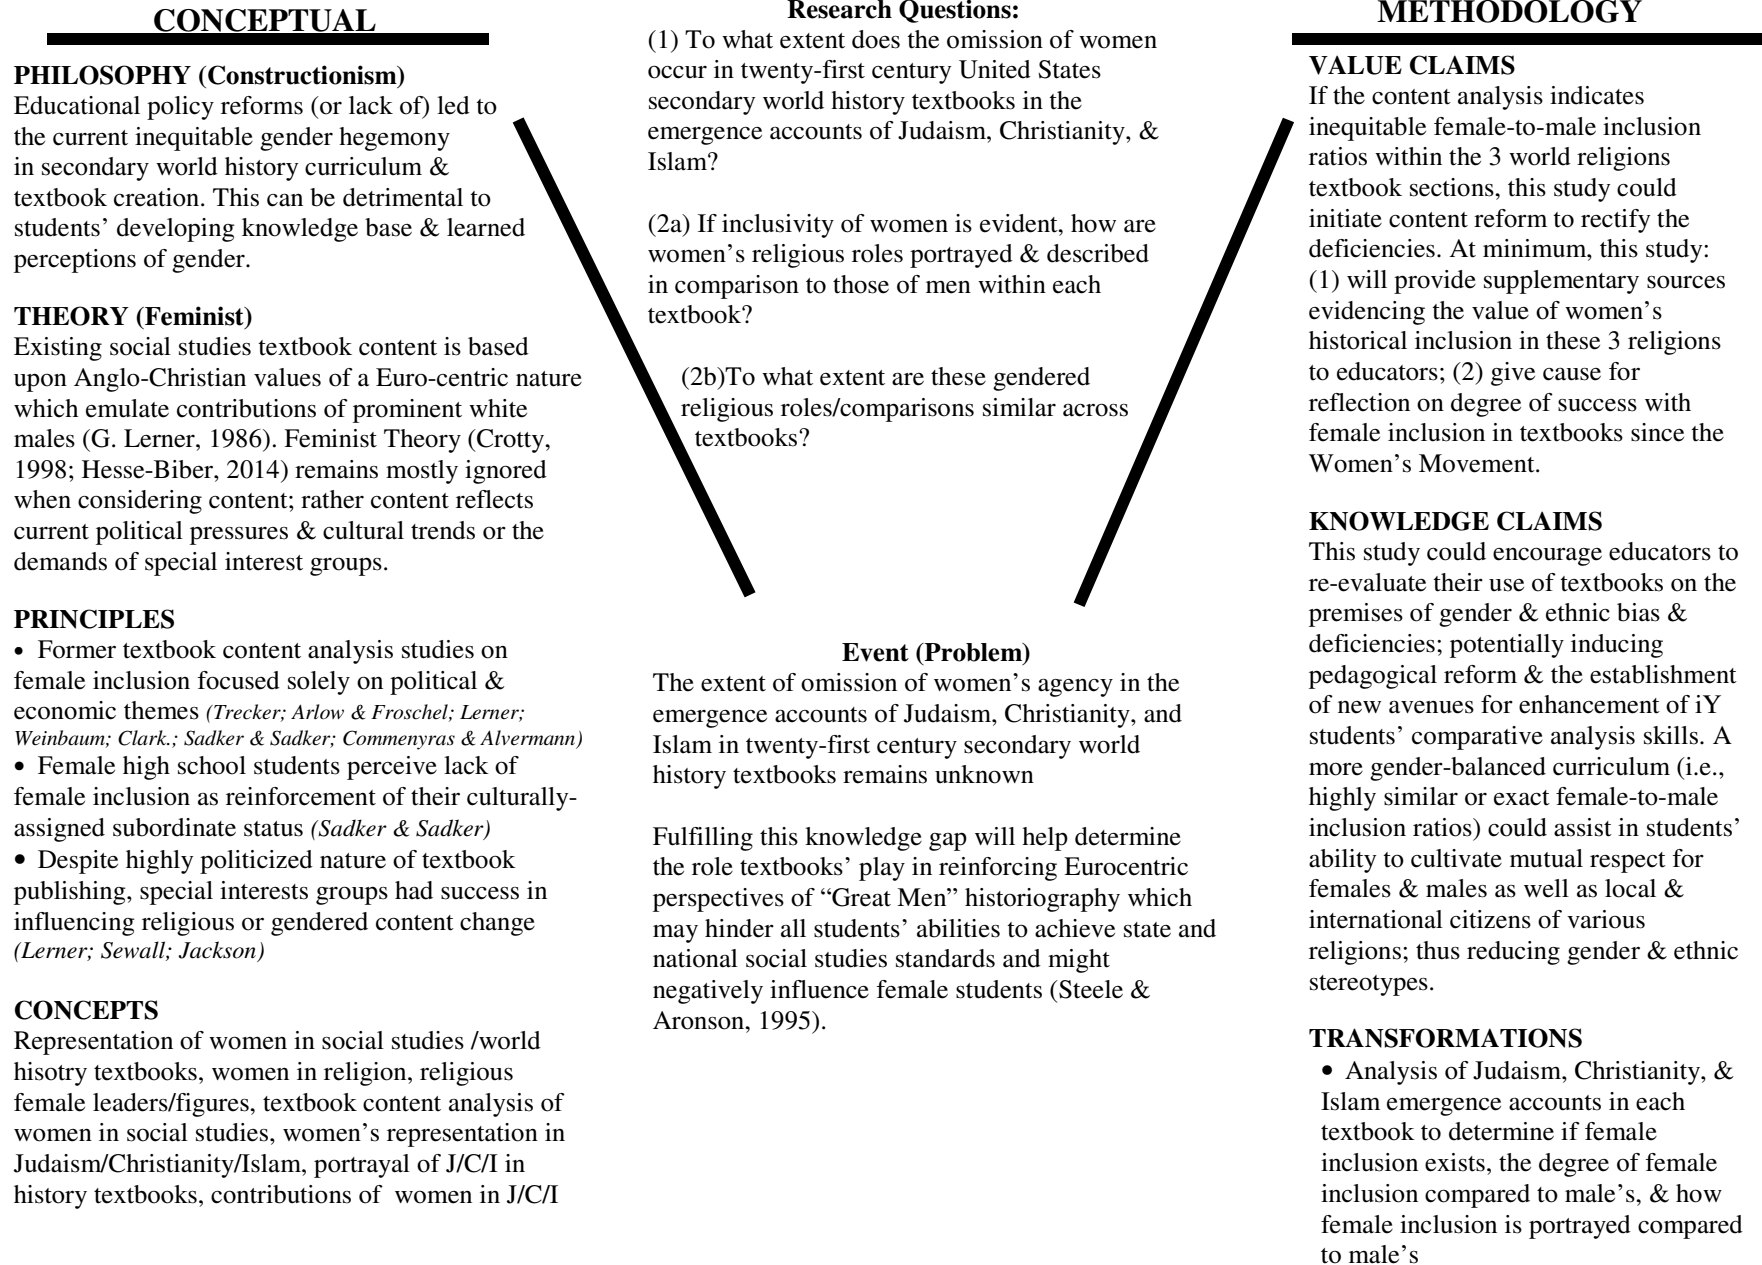 CONCEPTUAL
PHILOSOPHY (Constructionism)
Educational policy reforms (or lack of) led to
the current inequitable gender hegemony
in secondary world history curriculum &
textbook creation. This can be detrimental to
students’ developing knowledge base & learned
perceptions of gender.
THEORY (Feminist)
Existing social studies textbook content is based
upon Anglo-Christian values of a Euro-centric nature
which emulate contributions of prominent white
males (G. Lerner, 1986). Feminist Theory (Crotty,
1998; Hesse-Biber, 2014) remains mostly ignored
when considering content; rather content reflects
current political pressures & cultural trends or the
demands of special interest groups.
PRINCIPLES
• Former textbook content analysis studies on
female inclusion focused solely on political &
economic themes (Trecker; Arlow & Froschel; Lerner;
Weinbaum; Clark.; Sadker & Sadker; Commenyras & Alvermann)
• Female high school students perceive lack of
female inclusion as reinforcement of their culturally-
assigned subordinate status (Sadker & Sadker)
• Despite highly politicized nature of textbook
publishing, special interests groups had success in
influencing religious or gendered content change
(Lerner; Sewall; Jackson)
CONCEPTS
Representation of women in social studies /world
hisotry textbooks, women in religion, religious
female leaders/figures, textbook content analysis of
women in social studies, women’s representation in
Judaism/Christianity/Islam, portrayal of J/C/I in
history textbooks, contributions of women in J/C/I
Research Questions:
(1) To what extent does the omission of women
occur in twenty-first century United States
secondary world history textbooks in the
emergence accounts of Judaism, Christianity, &
Islam?
(2a) If inclusivity of women is evident, how are
women’s religious roles portrayed & described
in comparison to those of men within each
textbook?
(2b)To what extent are these gendered
religious roles/comparisons similar across
textbooks?
Event (Problem)
The extent of omission of women’s agency in the
emergence accounts of Judaism, Christianity, and
Islam in twenty-first century secondary world
history textbooks remains unknown
Fulfilling this knowledge gap will help determine
the role textbooks’ play in reinforcing Eurocentric
perspectives of “Great Men” historiography which
may hinder all students’ abilities to achieve state and
national social studies standards and might
negatively influence female students (Steele &
Aronson, 1995).
METHODOLOGY
VALUE CLAIMS
If the content analysis indicates
inequitable female-to-male inclusion
ratios within the 3 world religions
textbook sections, this study could
initiate content reform to rectify the
deficiencies. At minimum, this study:
(1) will provide supplementary sources
evidencing the value of women’s
historical inclusion in these 3 religions
to educators; (2) give cause for
reflection on degree of success with
female inclusion in textbooks since the
Women’s Movement.
KNOWLEDGE CLAIMS
This study could encourage educators to
re-evaluate their use of textbooks on the
premises of gender & ethnic bias &
deficiencies; potentially inducing
pedagogical reform & the establishment
of new avenues for enhancement of iY
students’ comparative analysis skills. A
more gender-balanced curriculum (i.e.,
highly similar or exact female-to-male
inclusion ratios) could assist in students’
ability to cultivate mutual respect for
females & males as well as local &
international citizens of various
religions; thus reducing gender & ethnic
stereotypes.
TRANSFORMATIONS
• Analysis of Judaism, Christianity, &
Islam emergence accounts in each
textbook to determine if female
inclusion exists, the degree of female
inclusion compared to male’s, & how
female inclusion is portrayed compared
to male’s